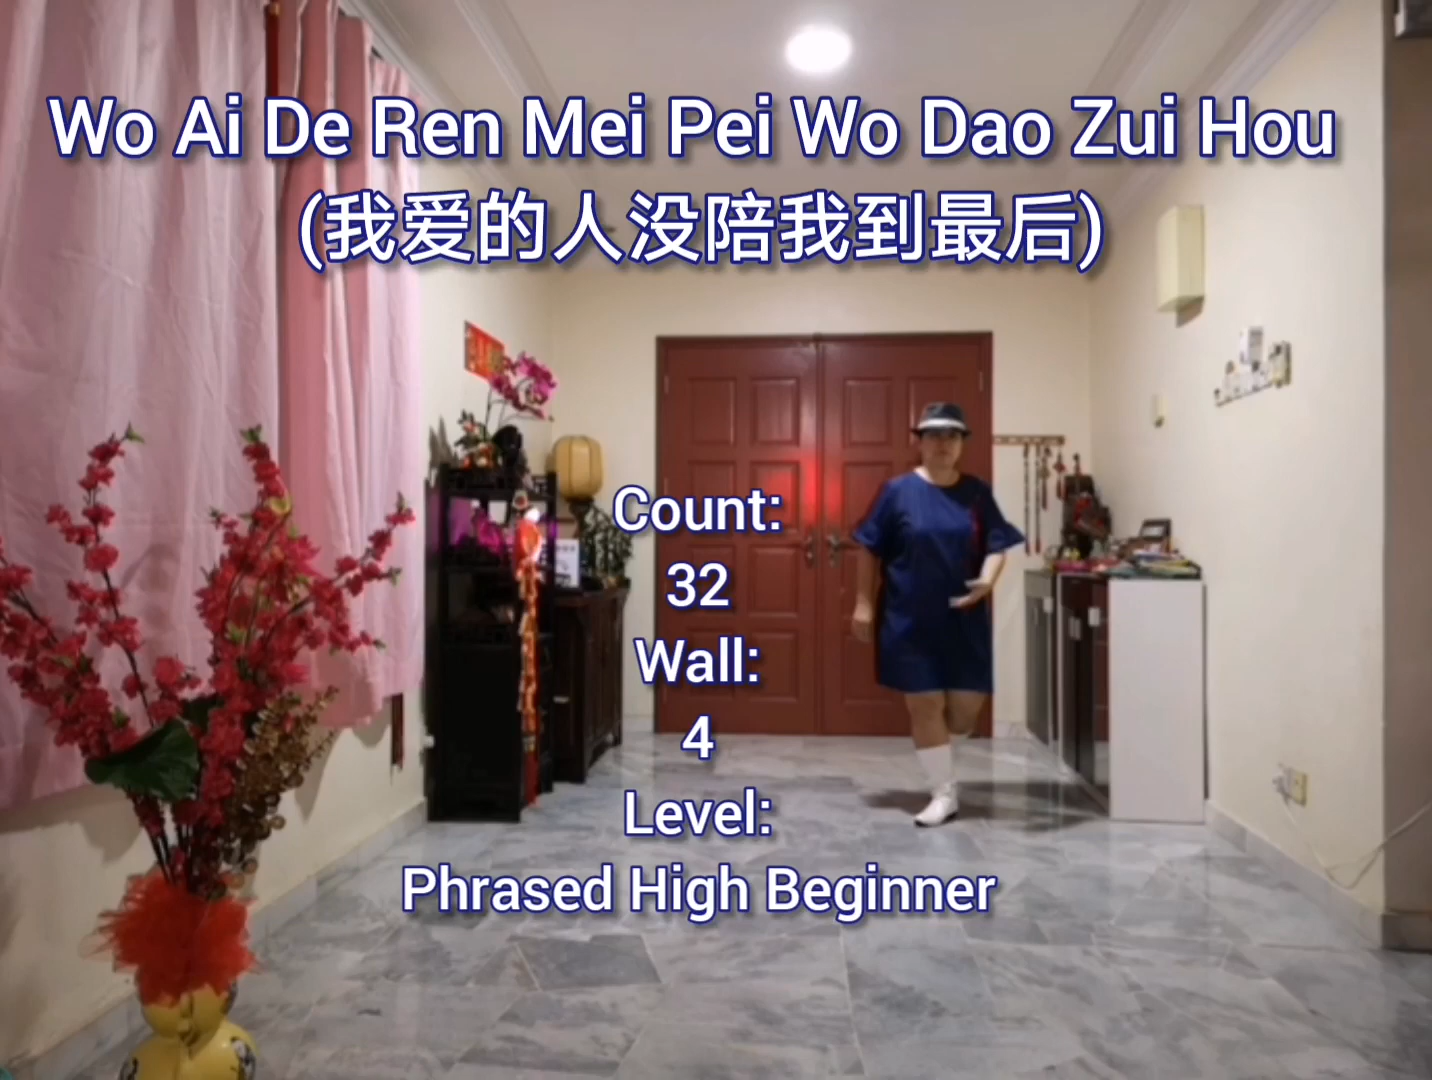 Wo Ai De Ren Mei Pei Wo Dao Zui Hou
(我爱的人没陪我到最后)
Count:
32
Wall:
4
Level:
Phrased High Beginner